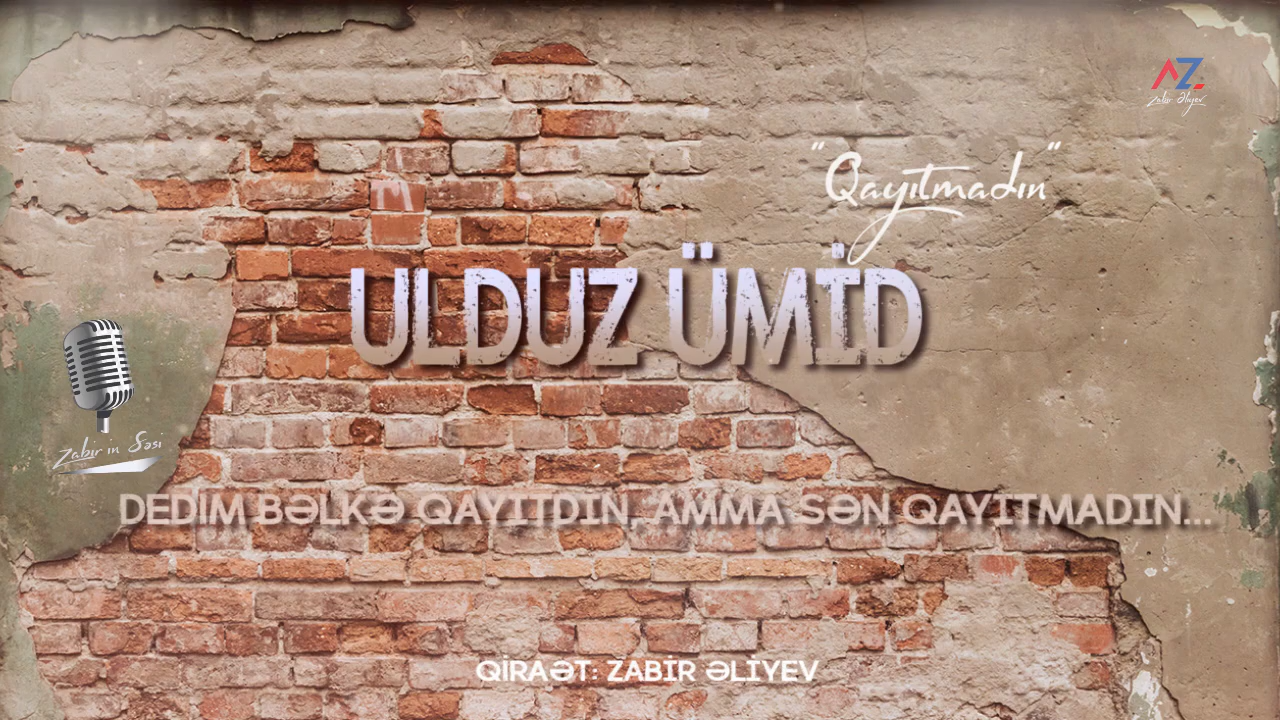 AZ
Zabir Əliyev
"Qayıtmadın"
ULDUZ ÜMİD
Zabir'in Səsi
DEDIM BƏLKƏ QAYITDIN, AMMA SƏN QAYITMADIN...
QİRAƏT: ZABİR ƏLİYEV